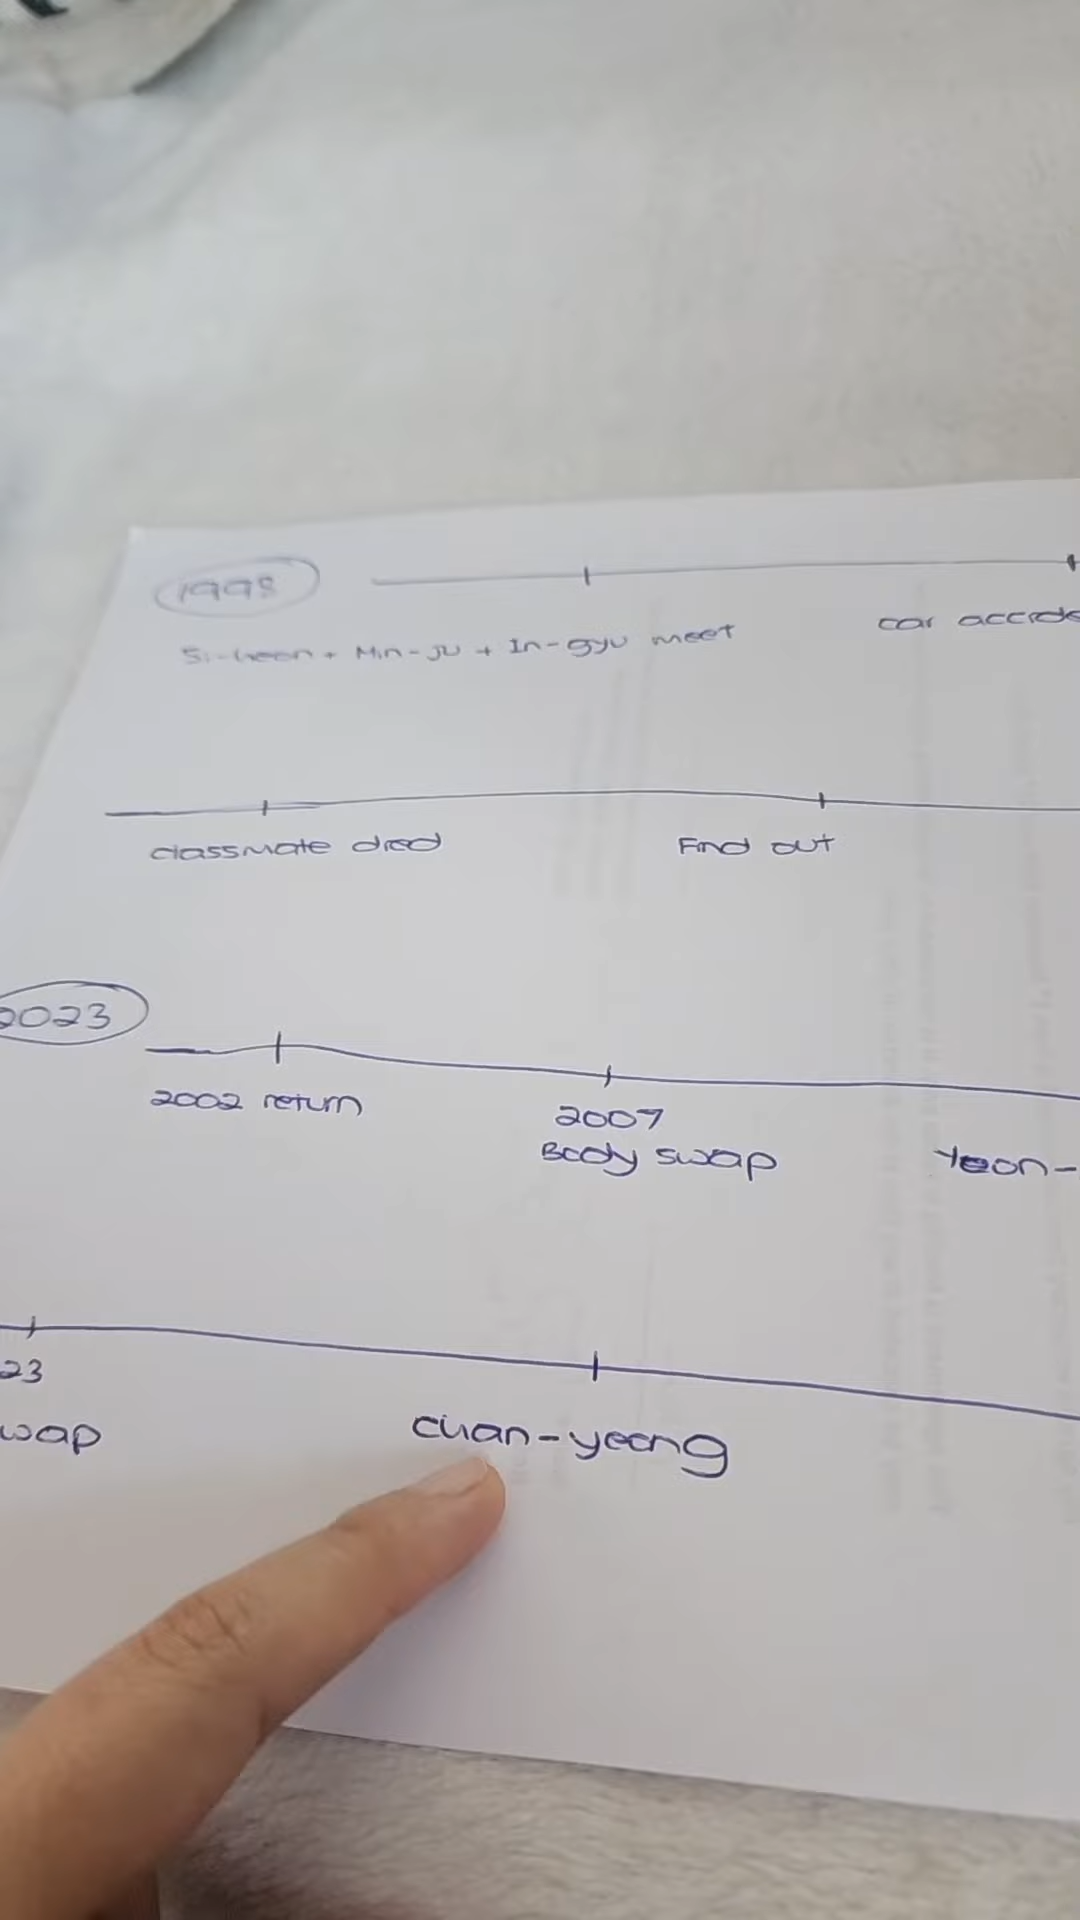 1998
Si-heon + Min-ju + In-gyu meet
car accide
classmate died
Find out
2023
2002 return
2007
Body swap
Yeon-
23
wap
Chan-yeong